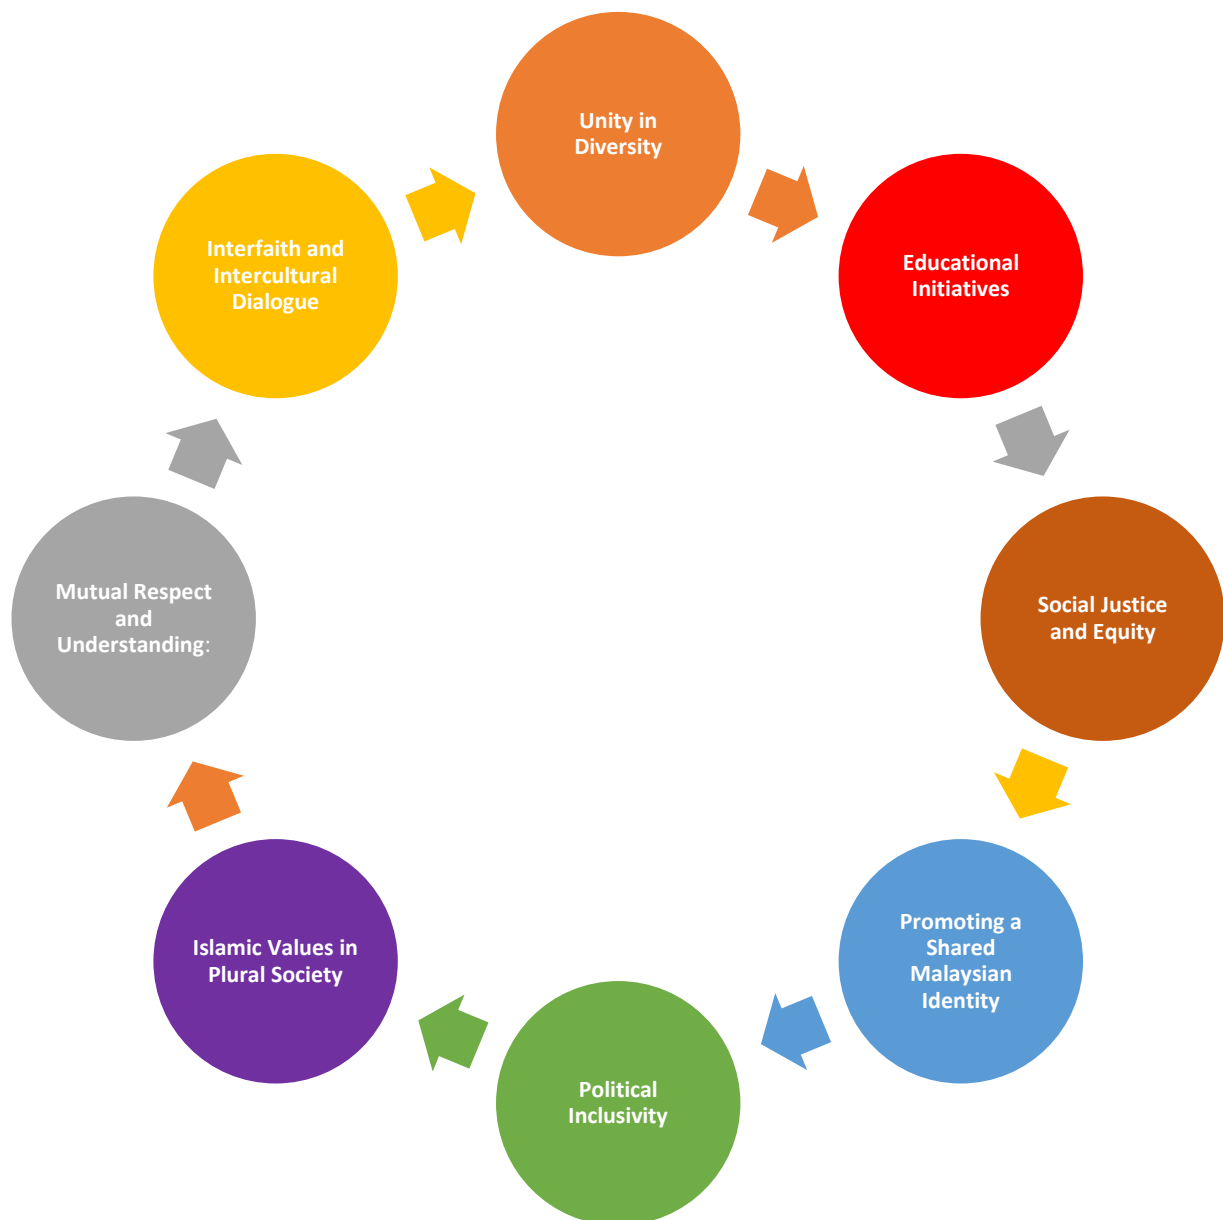 Unity in
Diversity
Educational
Initiatives
Social Justice
and Equity
Promoting a
Shared
Malaysian
Identity
Political
Inclusivity
Islamic Values in
Plural Society
Mutual Respect
and
Understanding:
Interfaith and
Intercultural
Dialogue